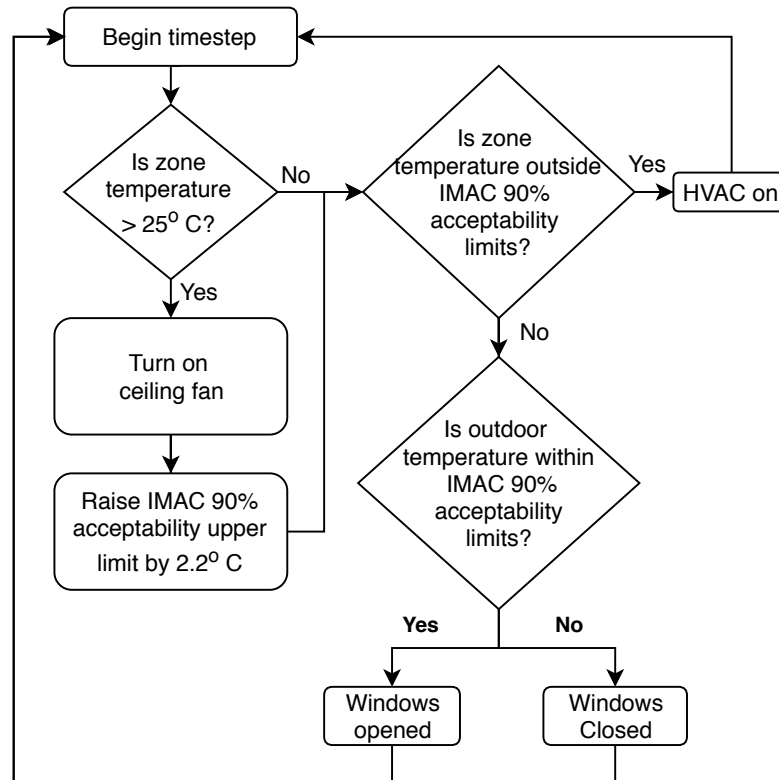 Begin timestep
Is zone
temperature
> 25° C?
No
Yes
Turn on
ceiling fan
Raise IMAC 90%
acceptability upper
limit by 2.2° C
Is zone
temperature outside
IMAC 90%
acceptability
limits?
Yes
HVAC on
No
Is outdoor
temperature within
IMAC 90%
acceptability
limits?
Yes
No
Windows
opened
Windows
Closed